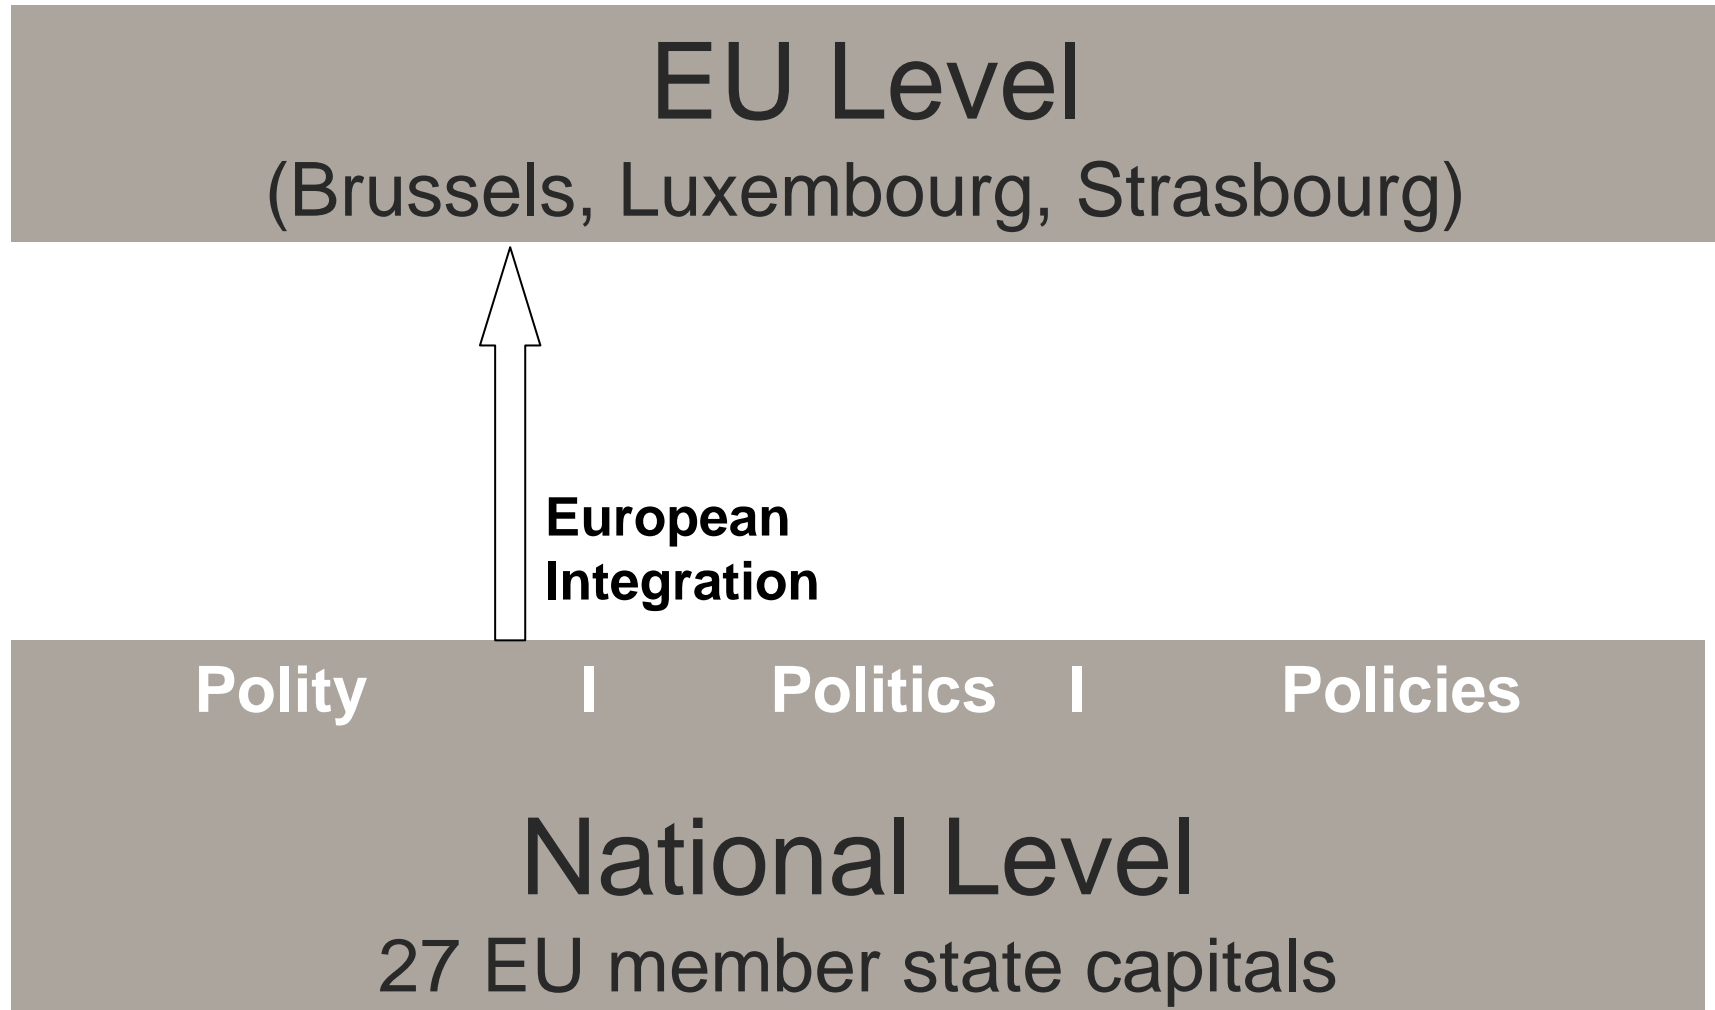 EU Level
(Brussels, Luxembourg, Strasbourg)
European
Integration
Polity I Politics I Policies
National Level
27 EU member state capitals